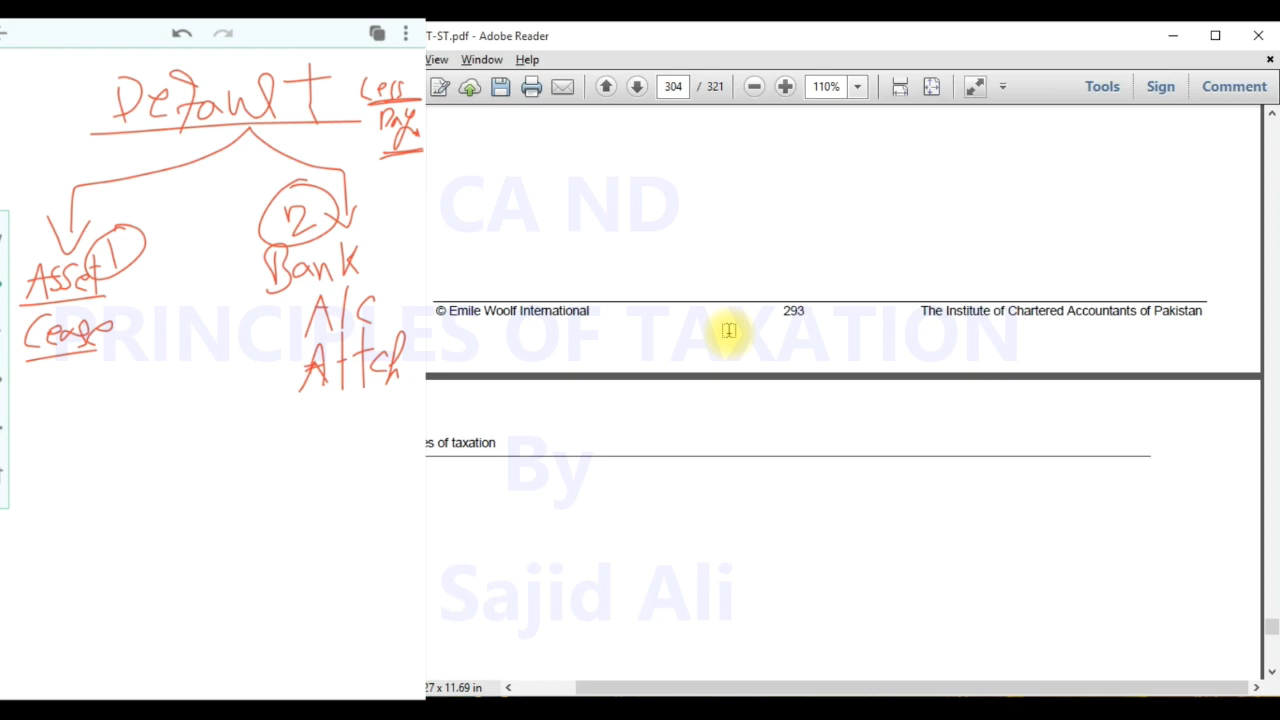 Default
Less
Pay
1
Asset
Cease
2
Bank
A/C
Attch
T-ST.pdf - Adobe Reader
View Window Help
304 / 321 110% Tools Sign Comment
CA ND
© Emile Woolf International 293 The Institute of Chartered Accountants of Pakistan
PRINCIPLES OF TAXATION
es of taxation
By
Sajid Ali
27 x 11.69 in